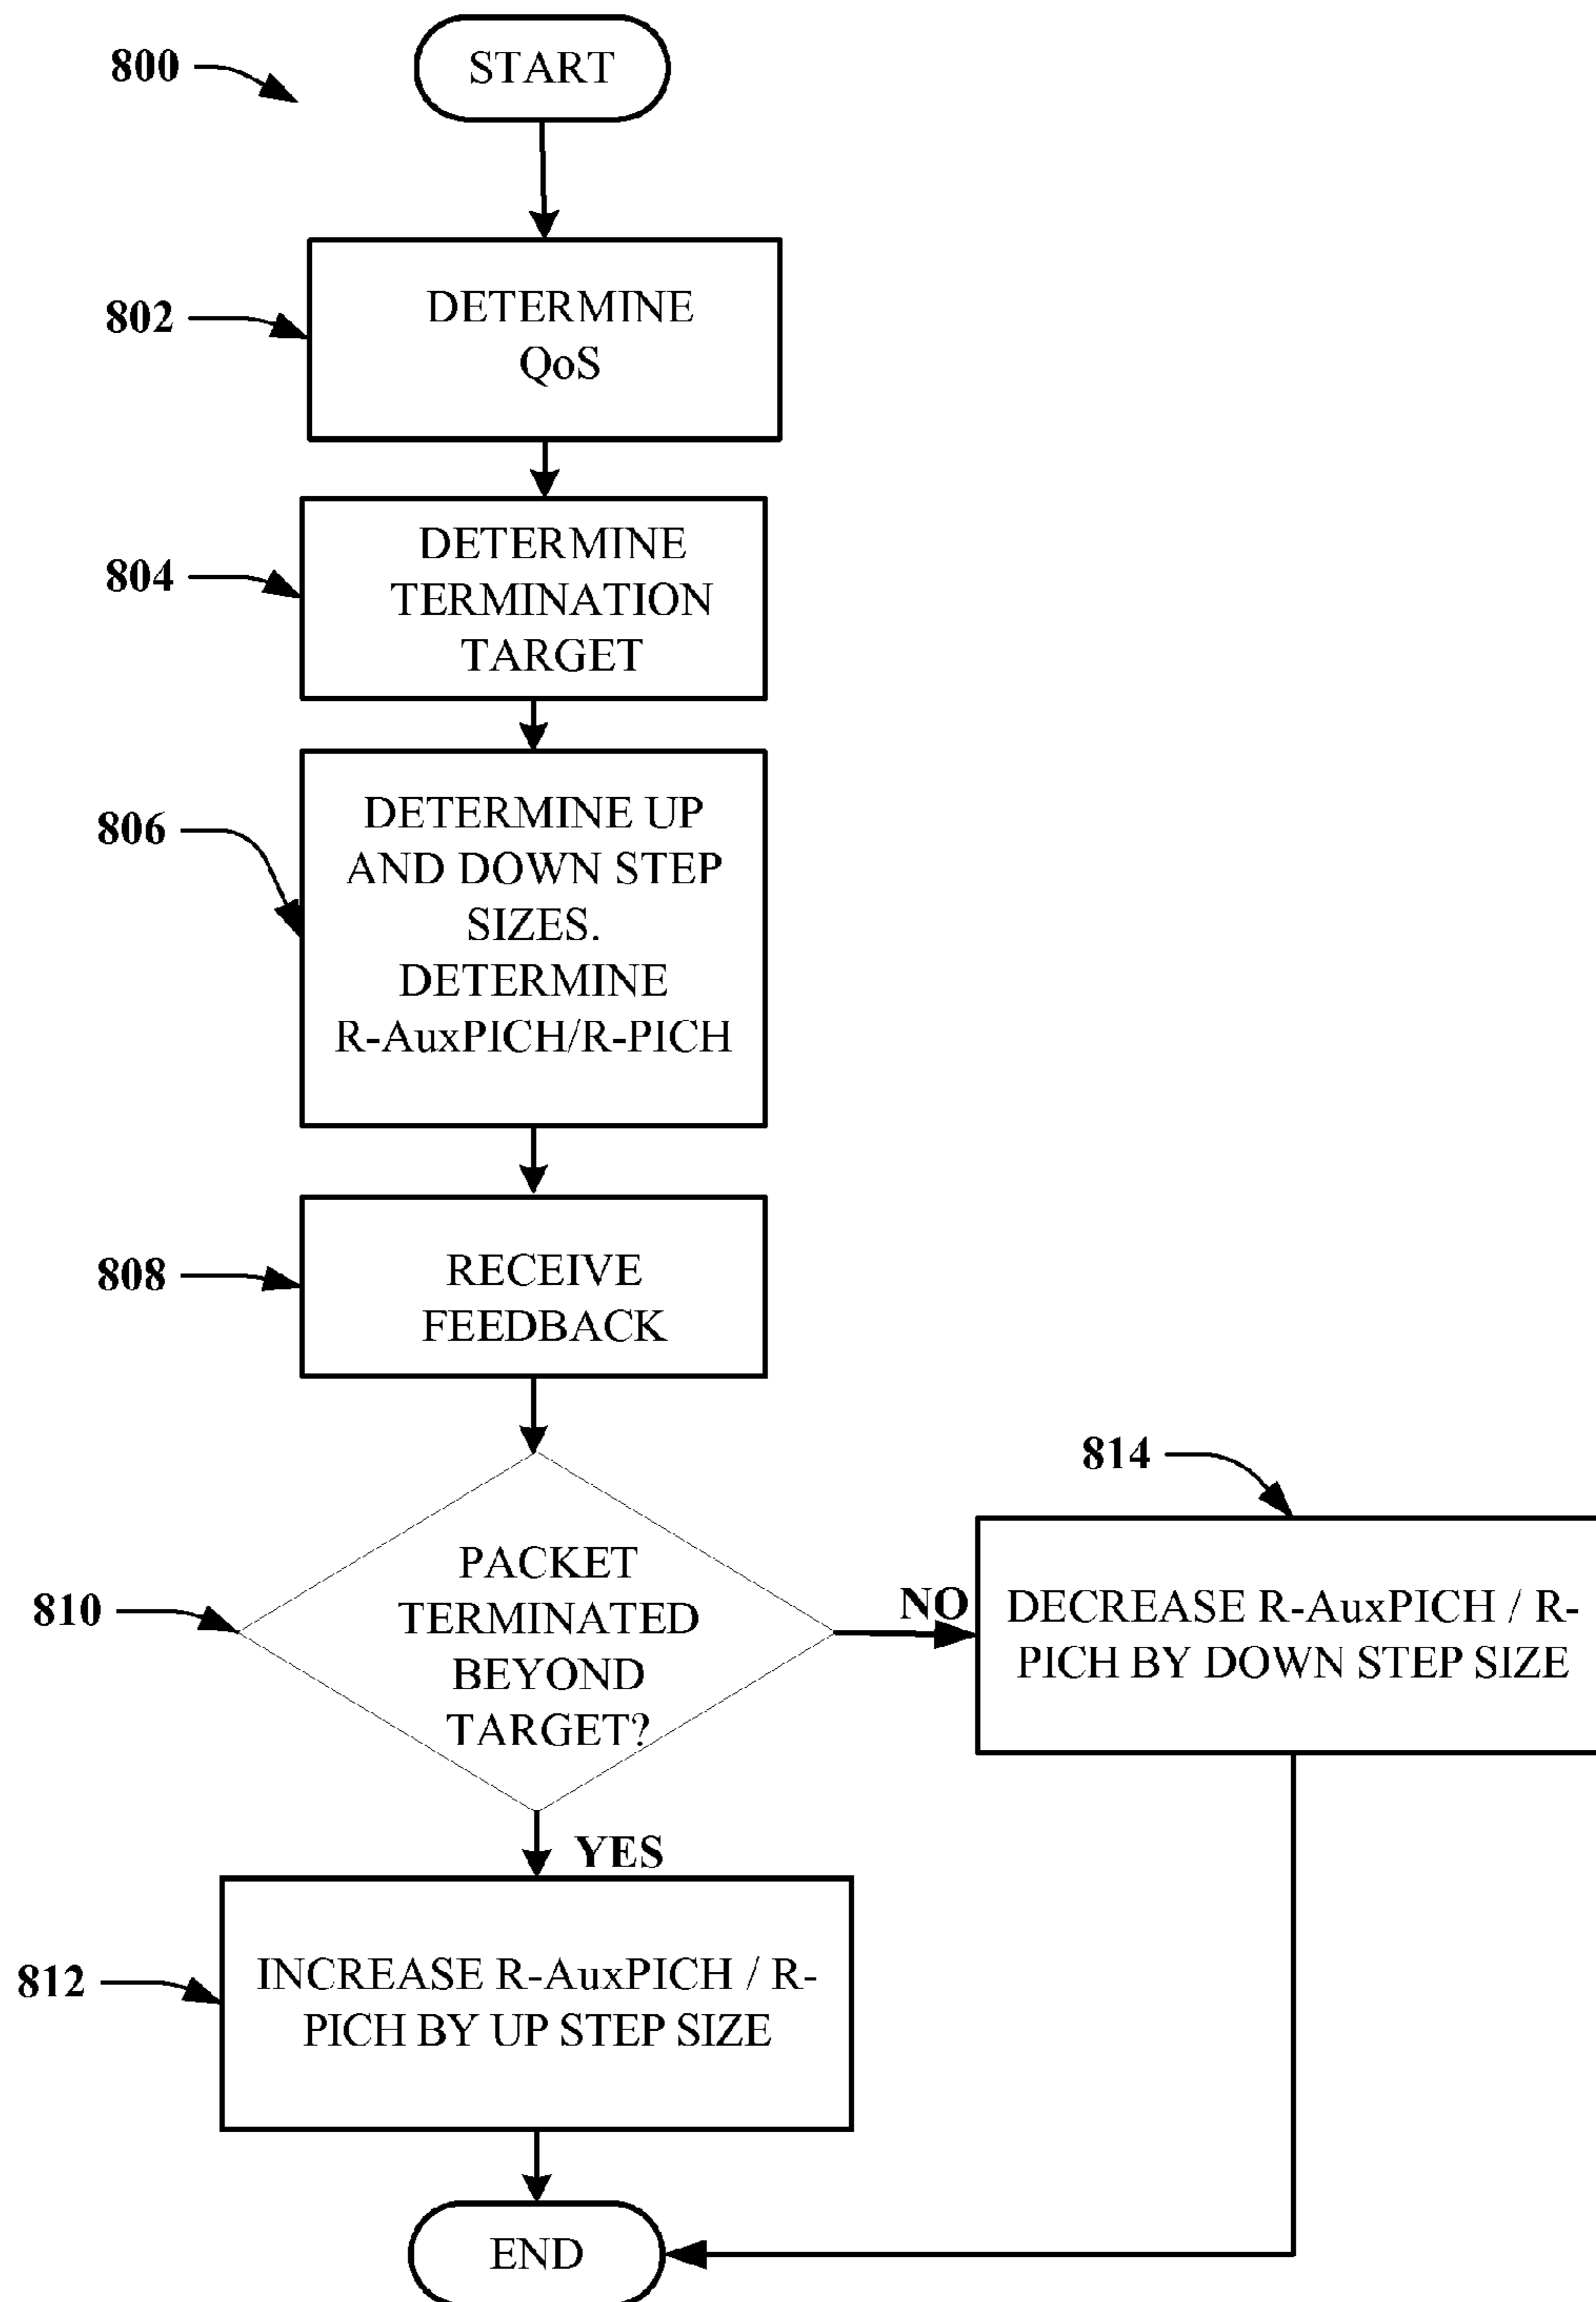 800
START
802
DETERMINE
QoS
804
DETERMINE
TERMINATION
TARGET
806
DETERMINE UP
AND DOWN STEP
SIZES.
DETERMINE
R-AuxPICH/R-PICH
808
RECEIVE
FEEDBACK
810
PACKET
TERMINATED
BEYOND
TARGET?
NO
814
DECREASE R-AuxPICH / R-
PICH BY DOWN STEP SIZE
YES
812
INCREASE R-AuxPICH / R-
PICH BY UP STEP SIZE
END